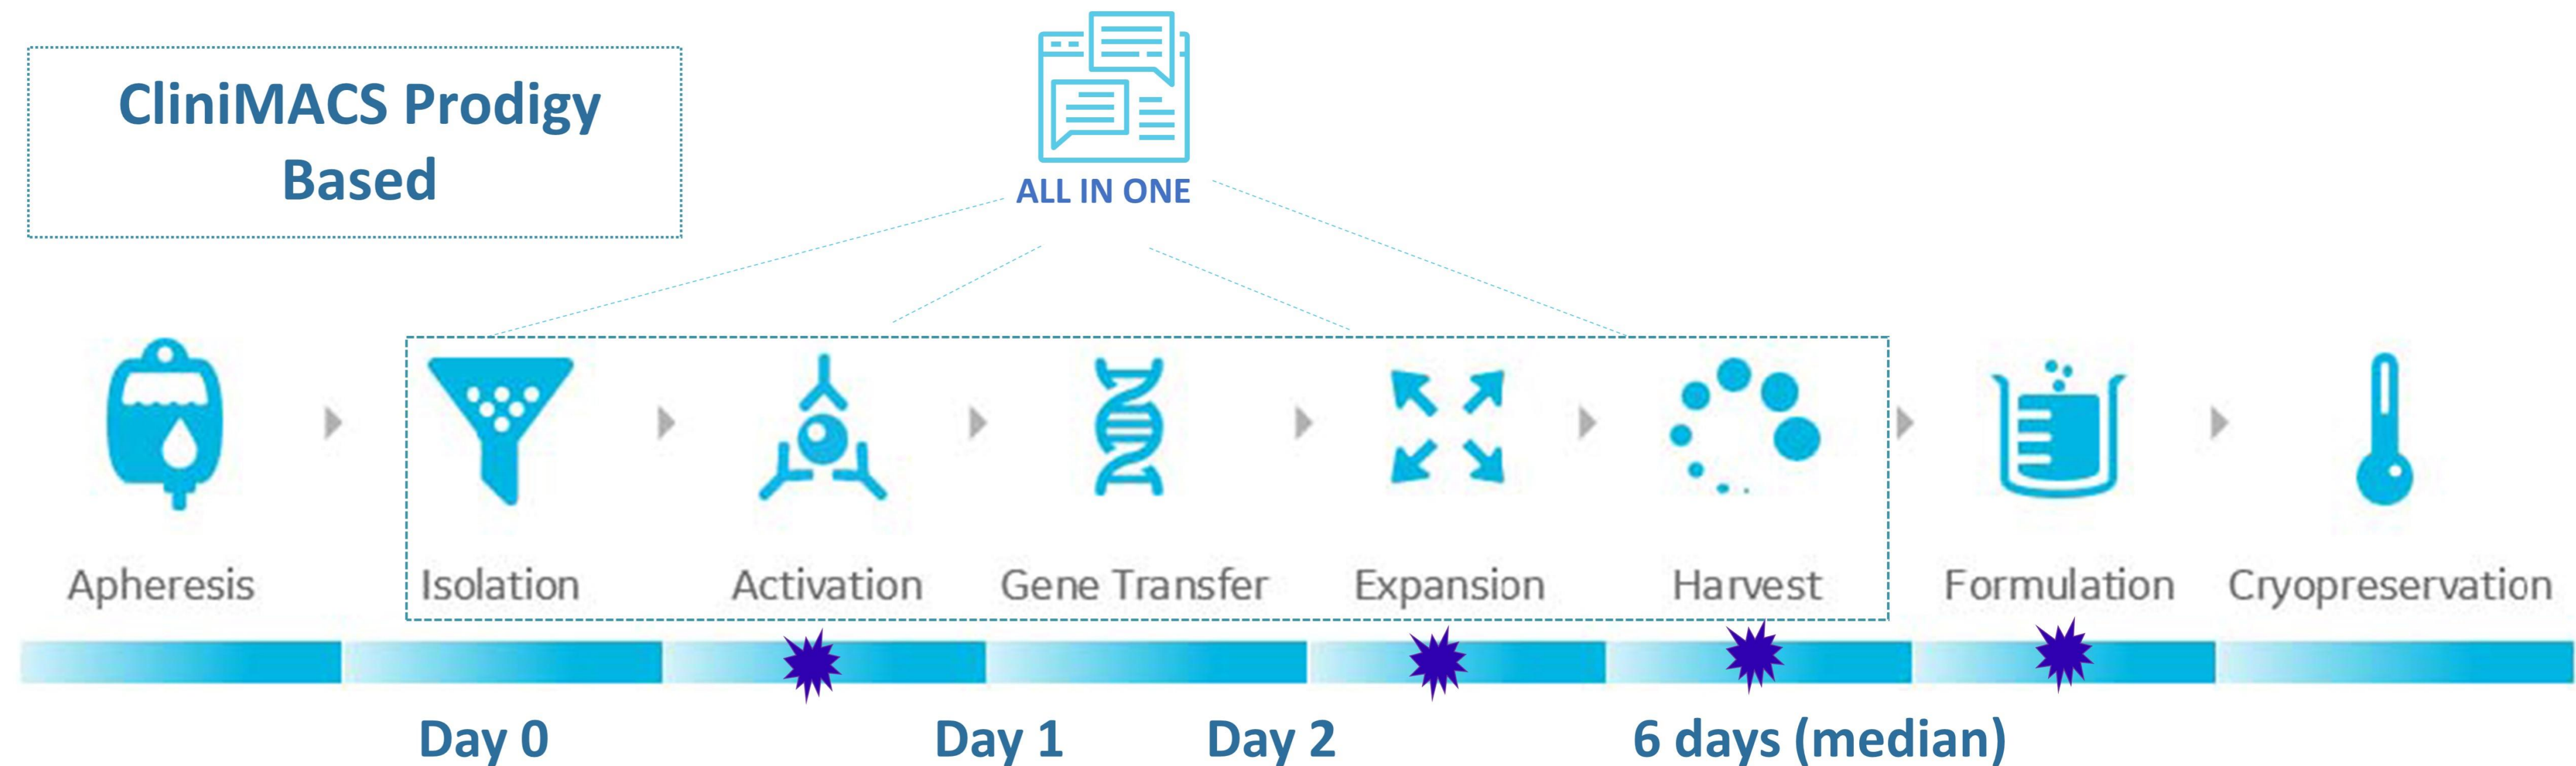 CliniMACS Prodigy
Based
ALL IN ONE
Apheresis
Isolation
Activation
Gene Transfer
Expansion
Harvest
Formulation
Cryopreservation
Day 0
Day 1
Day 2
6 days (median)